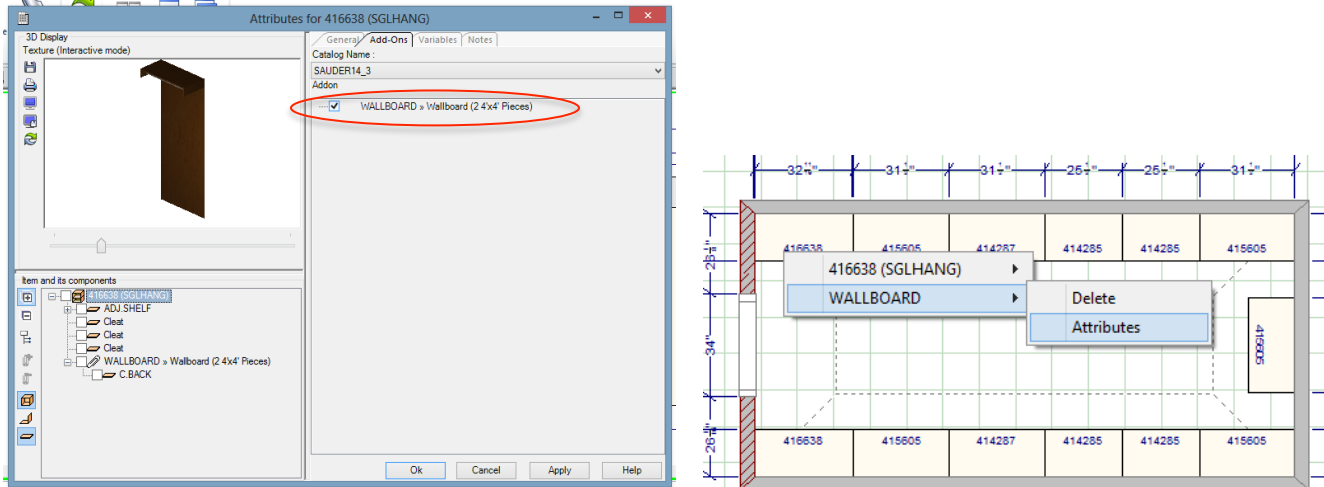 Attributes for 416638 (SGLHANG)
3D Display
Texture (Interactive mode)
General Add-Ons Variables Notes
Catalog Name :
SAUDER14_3
Addon
WALLBOARD » Wallboard (2 4'x4' Pieces)
Item and its components
416638 (SGLHANG)
ADJ.SHELF
Cleat
Cleat
Cleat
WALLBOARD » Wallboard (2 4'x4' Pieces)
C.BACK
Ok Cancel Apply Help
416638 415605 414287 414285 414285 415605
416638 (SGLHANG)
WALLBOARD
Delete
Attributes
34"
415605
416638 415605 414287 414285 414285 415605